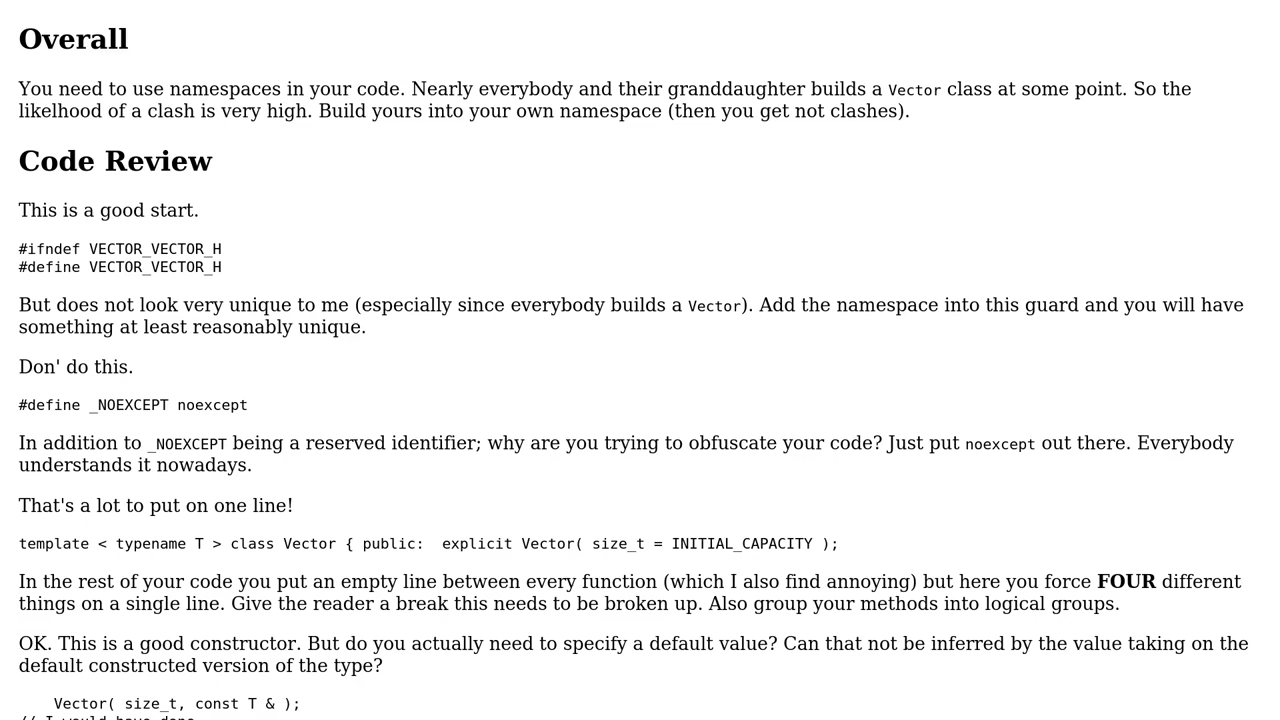 Overall
You need to use namespaces in your code. Nearly everybody and their granddaughter builds a Vector class at some point. So the
likelhood of a clash is very high. Build yours into your own namespace (then you get not clashes).
Code Review
This is a good start.
#ifndef VECTOR_VECTOR_H
#define VECTOR_VECTOR_H
But does not look very unique to me (especially since everybody builds a Vector). Add the namespace into this guard and you will have
something at least reasonably unique.
Don' do this.
#define _NOEXCEPT noexcept
In addition to _NOEXCEPT being a reserved identifier; why are you trying to obfuscate your code? Just put noexcept out there. Everybody
understands it nowadays.
That's a lot to put on one line!
template < typename T > class Vector { public:  explicit Vector( size_t = INITIAL_CAPACITY );
In the rest of your code you put an empty line between every function (which I also find annoying) but here you force FOUR different
things on a single line. Give the reader a break this needs to be broken up. Also group your methods into logical groups.
OK. This is a good constructor. But do you actually need to specify a default value? Can that not be inferred by the value taking on the
default constructed version of the type?
    Vector( size_t, const T & );
// I would have done